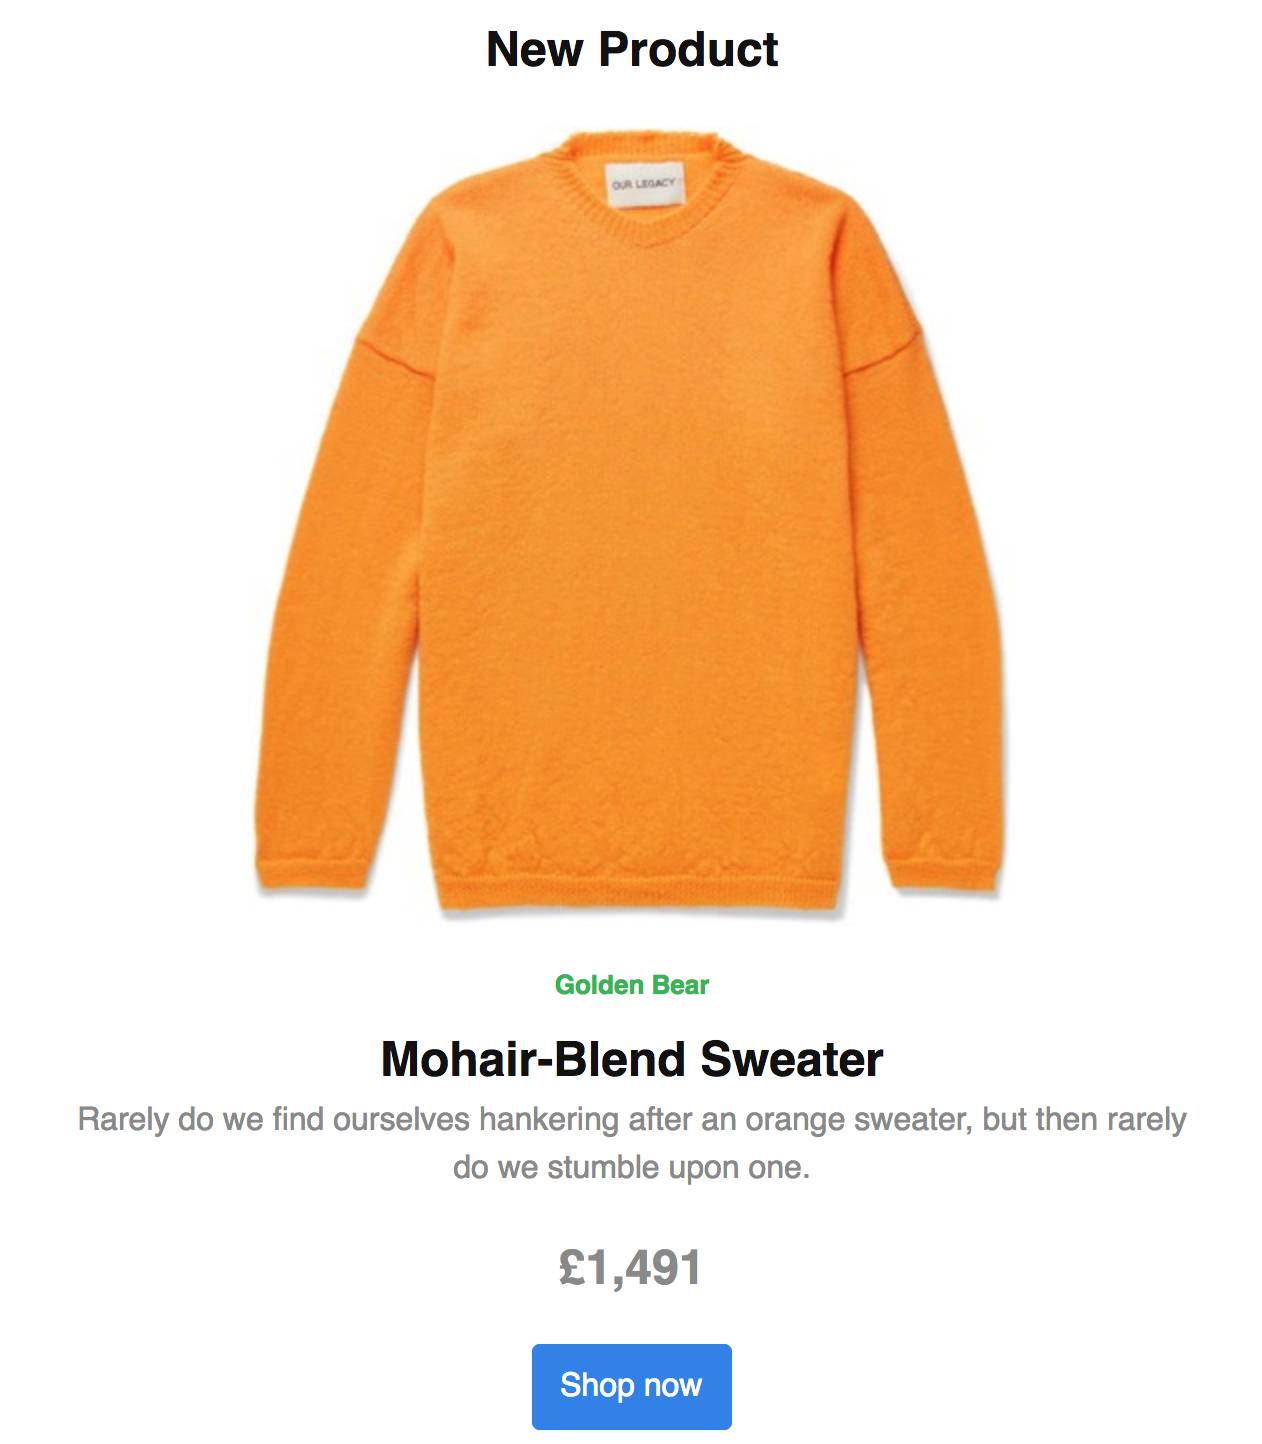 New Product
OUR LEGACY
Golden Bear
Mohair-Blend Sweater
Rarely do we find ourselves hankering after an orange sweater, but then rarely
do we stumble upon one.
£1,491
Shop now